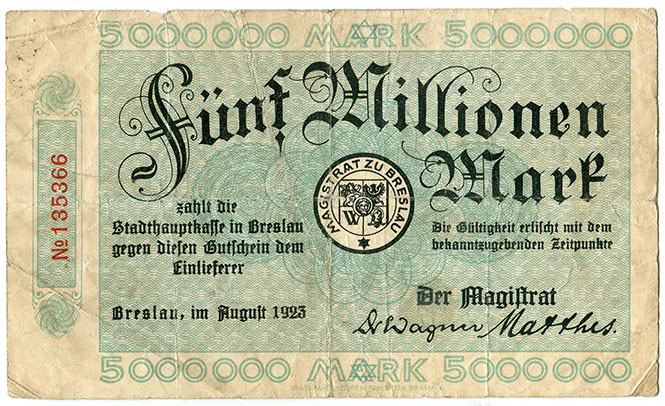 5000000 MARK 5000000
Fünf Millionen
Mark
№135366
MAGISTRAT ZU BRESLAU
W
zahlt die
Stadthauptkasse in Breslau
gegen diesen Gutschein dem
Einlieferer
Die Gültigkeit erlischt mit dem
bekanntzugebenden Zeitpunkte
Breslau, im August 1923
Der Magistrat
Dr Wagner Matthes.
5000000 MARK 5000000